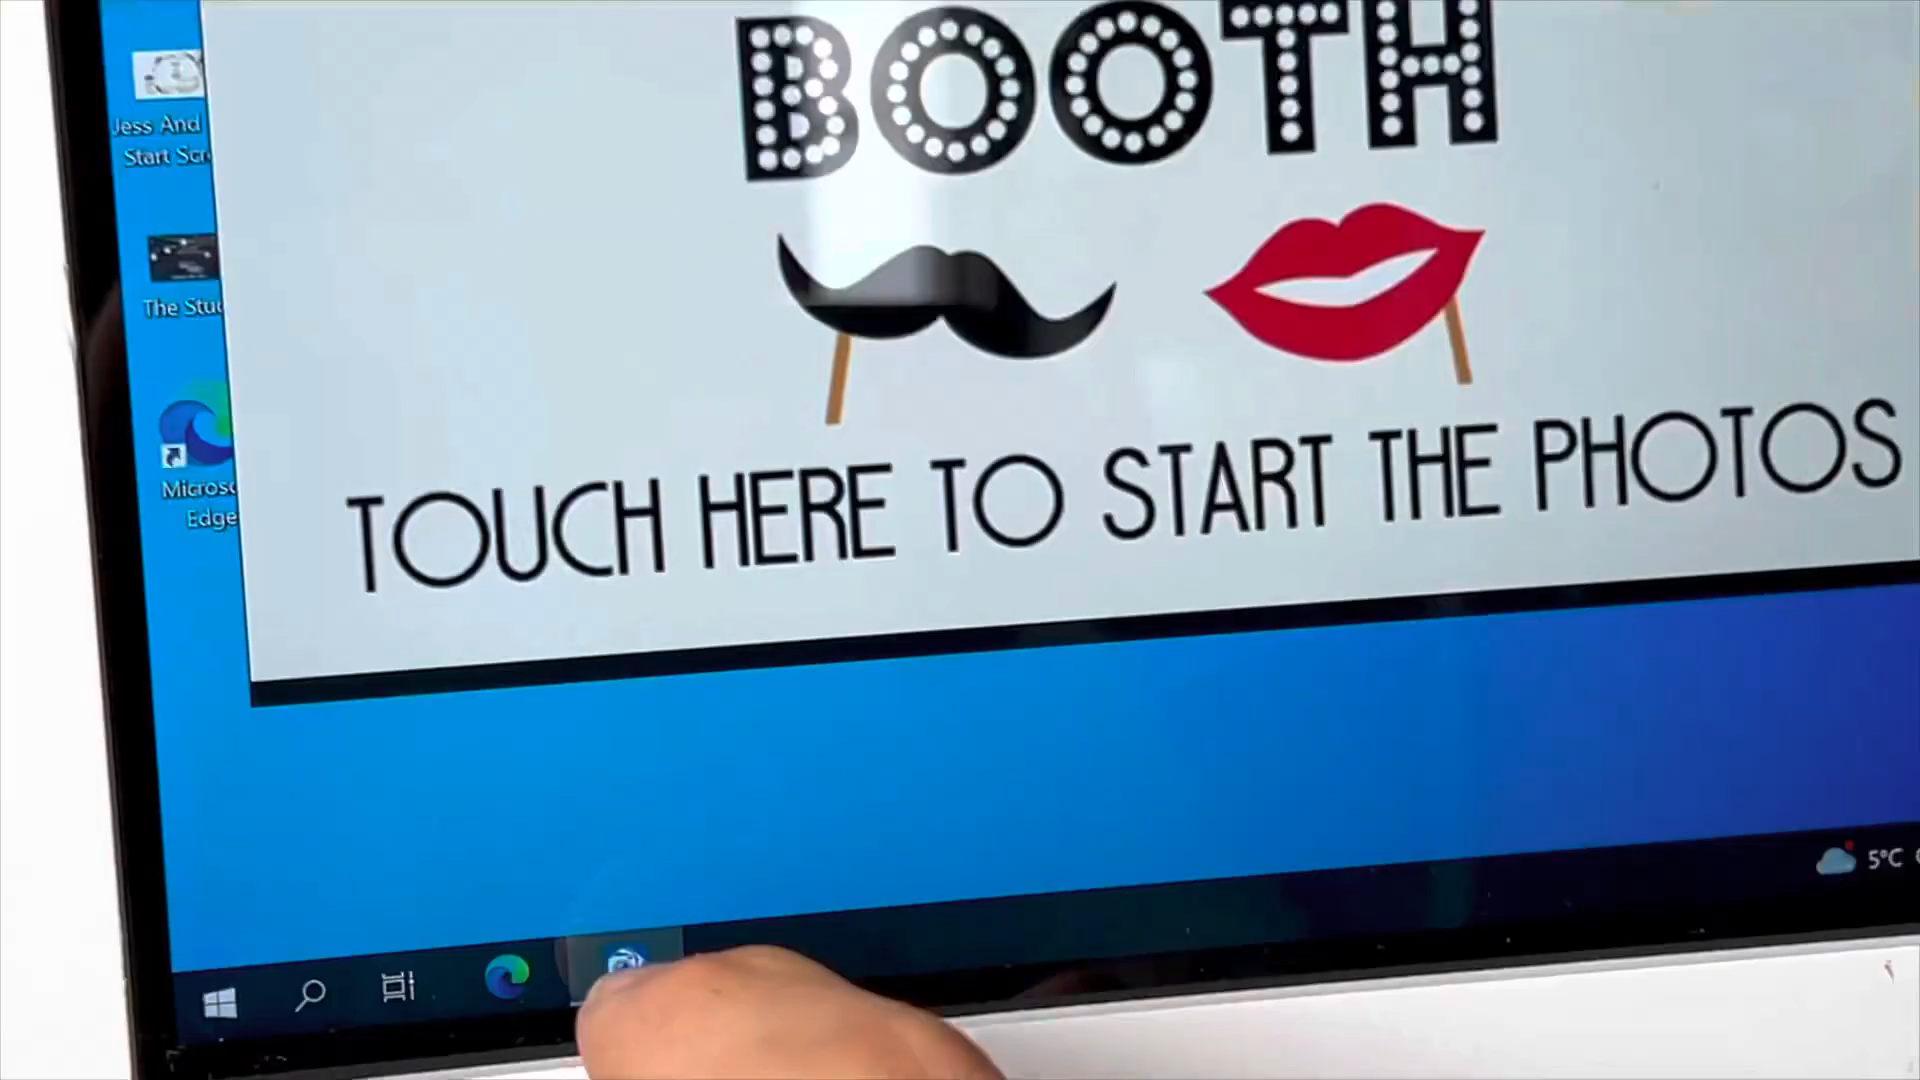 BOOTH
Jess And
Start Scr
The Stu
Microso
Edge
TOUCH HERE TO START THE PHOTOS
5°C